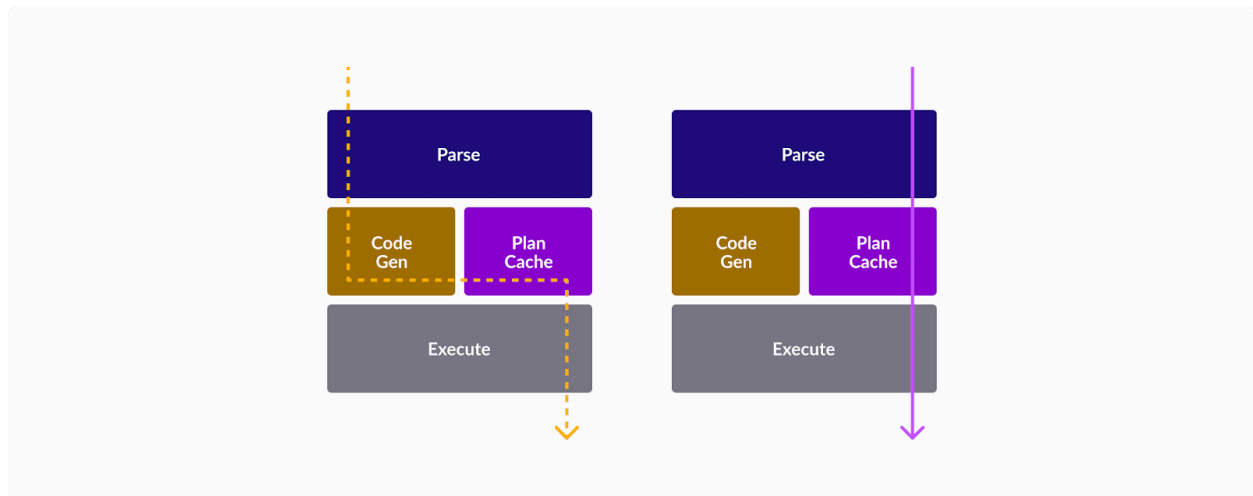 Parse
Code
Gen
Plan
Cache
Execute
Parse
Code
Gen
Plan
Cache
Execute